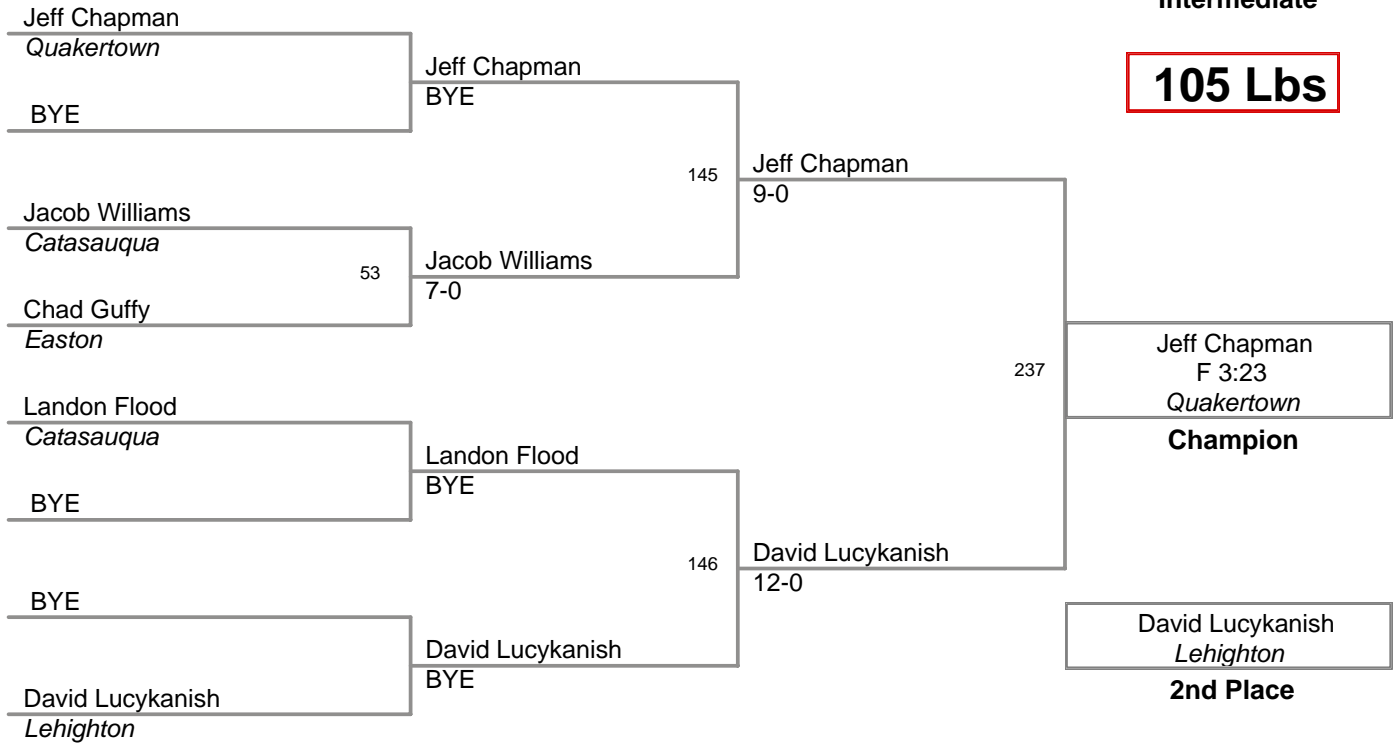 Intermediate
105 Lbs
Jeff Chapman
Quakertown
BYE
Jacob Williams
Catasauqua
53
Chad Guffy
Easton
Landon Flood
Catasauqua
BYE
BYE
David Lucykanish
Lehighton
Jeff Chapman
BYE
145
Jacob Williams
7-0
Landon Flood
BYE
146
David Lucykanish
BYE
Jeff Chapman
9-0
237
David Lucykanish
12-0
Jeff Chapman
F 3:23
Quakertown
Champion
David Lucykanish
Lehighton
2nd Place